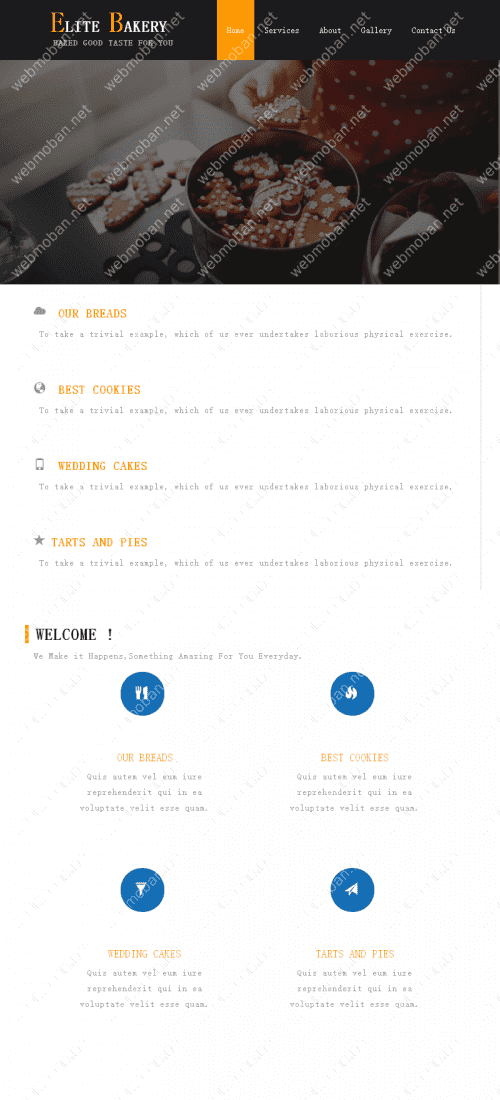 ELITE BAKERY
BAKED GOOD TASTE FOR YOU
Home Services About Gallery Contact Us
OUR BREADS
To take a trivial example, which of us ever undertakes laborious physical exercise.
BEST COOKIES
To take a trivial example, which of us ever undertakes laborious physical exercise.
WEDDING CAKES
To take a trivial example, which of us ever undertakes laborious physical exercise.
TARTS AND PIES
To take a trivial example, which of us ever undertakes laborious physical exercise.
WELCOME !
We Make it Happens,Something Amazing For You Everyday.
OUR BREADS
Quis autem vel eum iure
reprehenderit qui in ea
voluptate velit esse quam.
BEST COOKIES
Quis autem vel eum iure
reprehenderit qui in ea
voluptate velit esse quam.
WEDDING CAKES
Quis autem vel eum iure
reprehenderit qui in ea
voluptate velit esse quam.
TARTS AND PIES
Quis autem vel eum iure
reprehenderit qui in ea
voluptate velit esse quam.
webmoban.net